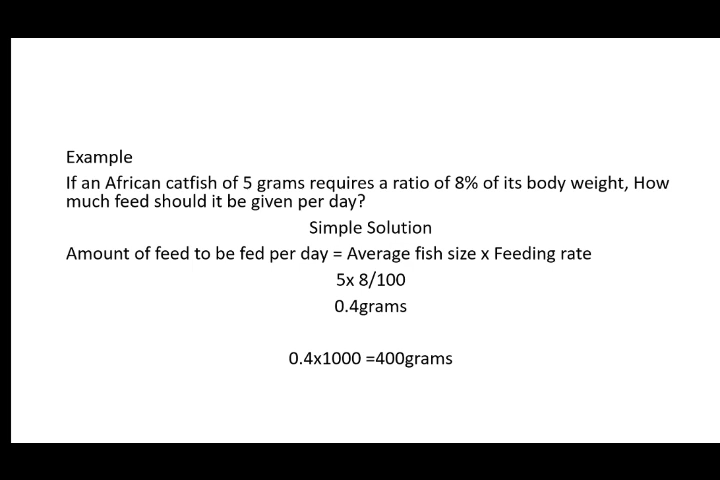 Example
If an African catfish of 5 grams requires a ratio of 8% of its body weight, How
much feed should it be given per day?
Simple Solution
Amount of feed to be fed per day = Average fish size x Feeding rate
5x 8/100
0.4grams
0.4x1000 =400grams